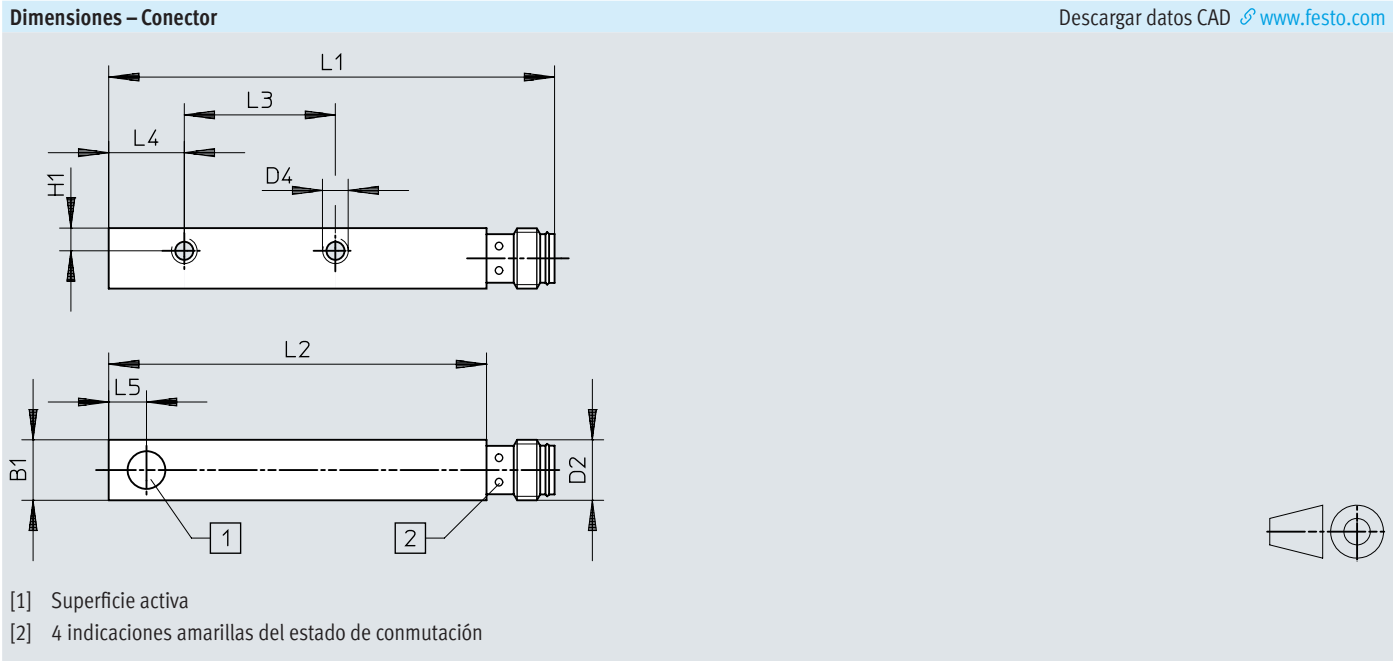 Dimensiones – Conector
Descargar datos CAD www.festo.com
L1
L3
L4
D4
H1
L2
L5
B1
D2
1
2
[1] Superficie activa
[2] 4 indicaciones amarillas del estado de conmutación